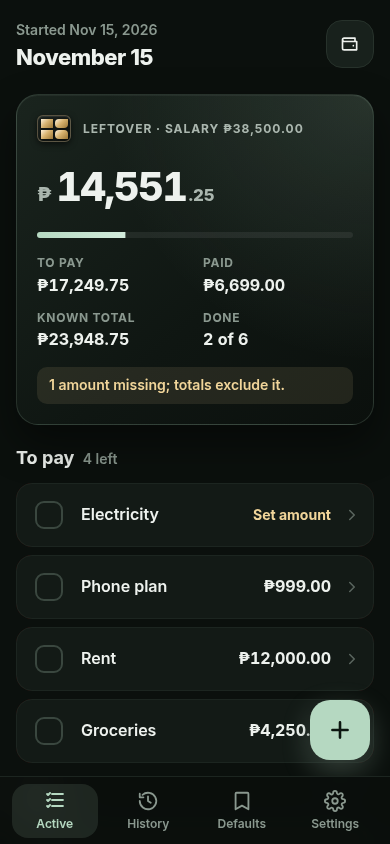 Started Nov 15, 2026
November 15
LEFTOVER · SALARY ₱38,500.00
₱ 14,551.25
TO PAY
₱17,249.75
PAID
₱6,699.00
KNOWN TOTAL
₱23,948.75
DONE
2 of 6
1 amount missing; totals exclude it.
To pay 4 left
Electricity Set amount
Phone plan ₱999.00
Rent ₱12,000.00
Groceries ₱4,250.
Active History Defaults Settings